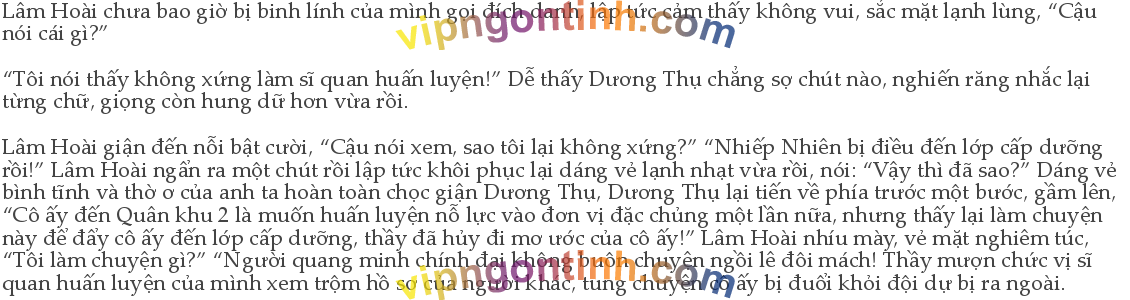 Lâm Hoài chưa bao giờ bị binh lính của mình gọi đích danh, lập tức cảm thấy không vui, sắc mặt lạnh lùng, “Cậu
nói cái gì?”
“Tôi nói thấy không xứng làm sĩ quan huấn luyện!” Dễ thấy Dương Thụ chẳng sợ chút nào, nghiến răng nhắc lại
từng chữ, giọng còn hung dữ hơn vừa rồi.
Lâm Hoài giận đến nỗi bật cười, “Cậu nói xem, sao tôi lại không xứng?” “Nhiếp Nhiên bị điều đến lớp cấp dưỡng
rồi!” Lâm Hoài ngẩn ra một chút rồi lập tức khôi phục lại dáng vẻ lạnh nhạt vừa rồi, nói: “Vậy thì đã sao?” Dáng vẻ
bình tĩnh và thờ ơ của anh ta hoàn toàn chọc giận Dương Thụ, Dương Thụ lại tiến về phía trước một bước, gầm lên,
“Cô ấy đến Quân khu 2 là muốn huấn luyện nỗ lực vào đơn vị đặc chủng một lần nữa, nhưng thấy lại làm chuyện
này để đẩy cô ấy đến lớp cấp dưỡng, thầy đã hủy đi mơ ước của cô ấy!” Lâm Hoài nhíu mày, vẻ mặt nghiêm túc,
“Tôi làm chuyện gì?” “Người quang minh chính đại không buôn chuyện ngồi lê đôi mách! Thầy mượn chức vị sĩ
quan huấn luyện của mình xem trộm hồ sơ của người khác, tung chuyện cô ấy bị đuổi khỏi đội dự bị ra ngoài.
vipngontinh.com
vipngontinh.com